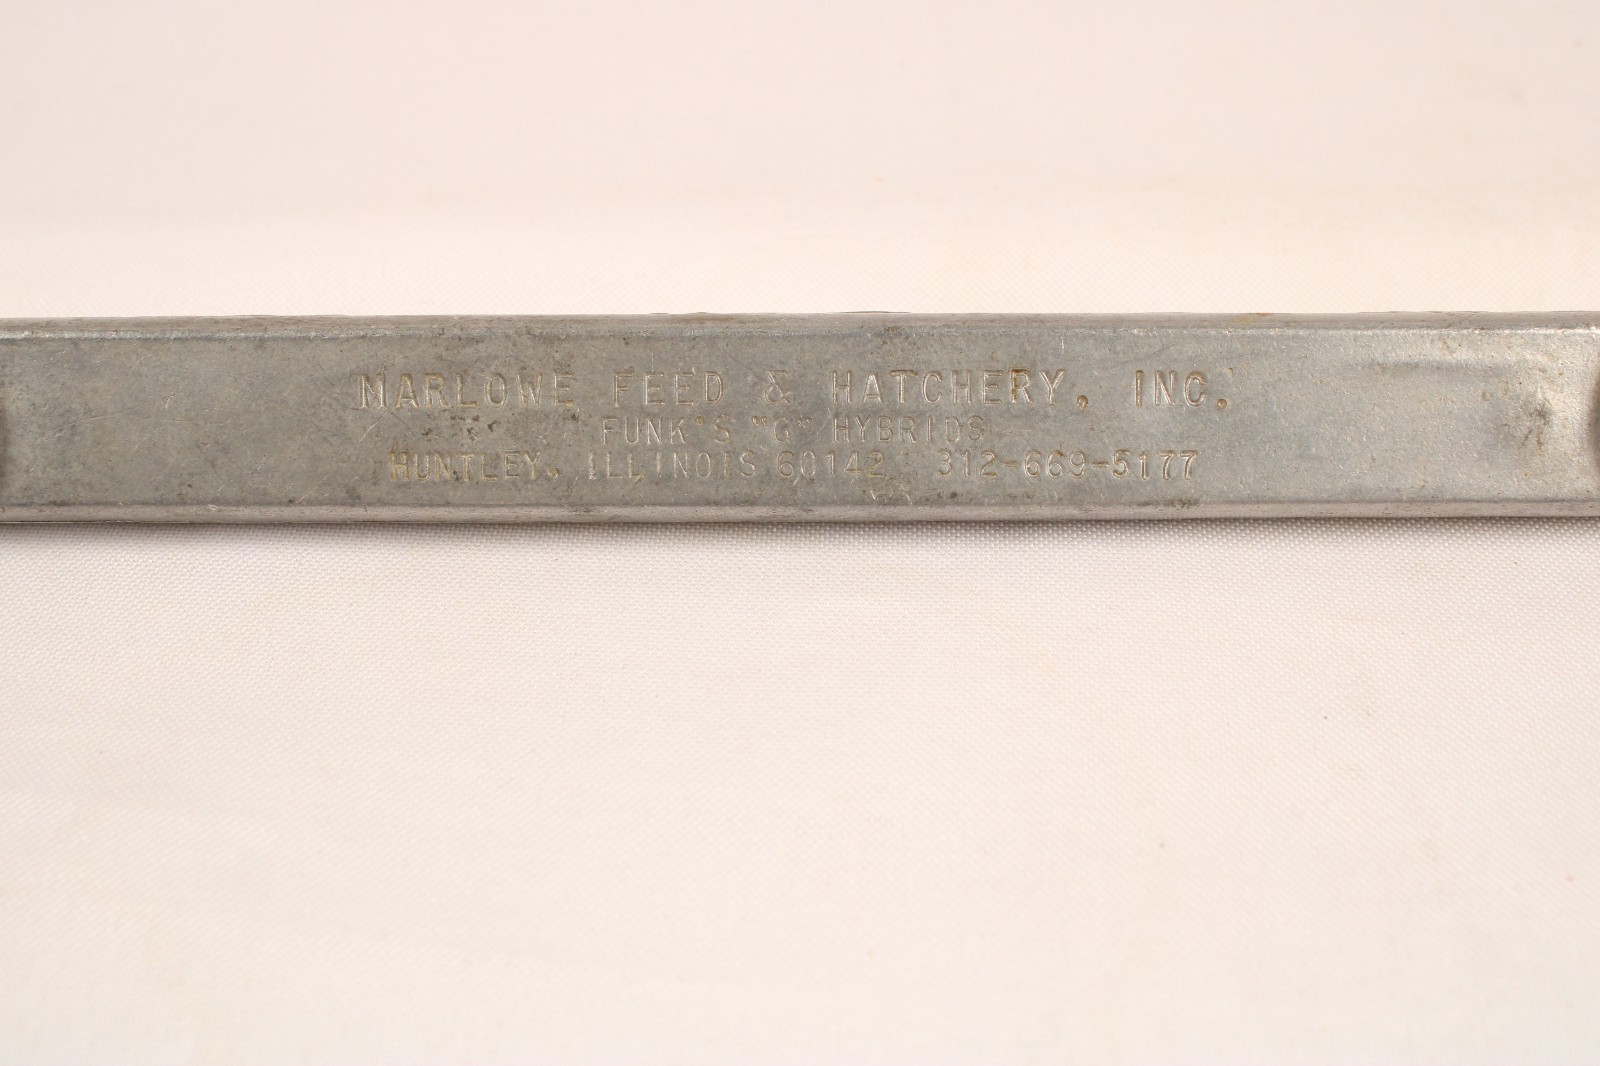 MARLOWE FEED & HATCHERY, INC.
FUNK'S "G" HYBRIDS
HUNTLEY, ILLINOIS 60142 312-669-5177